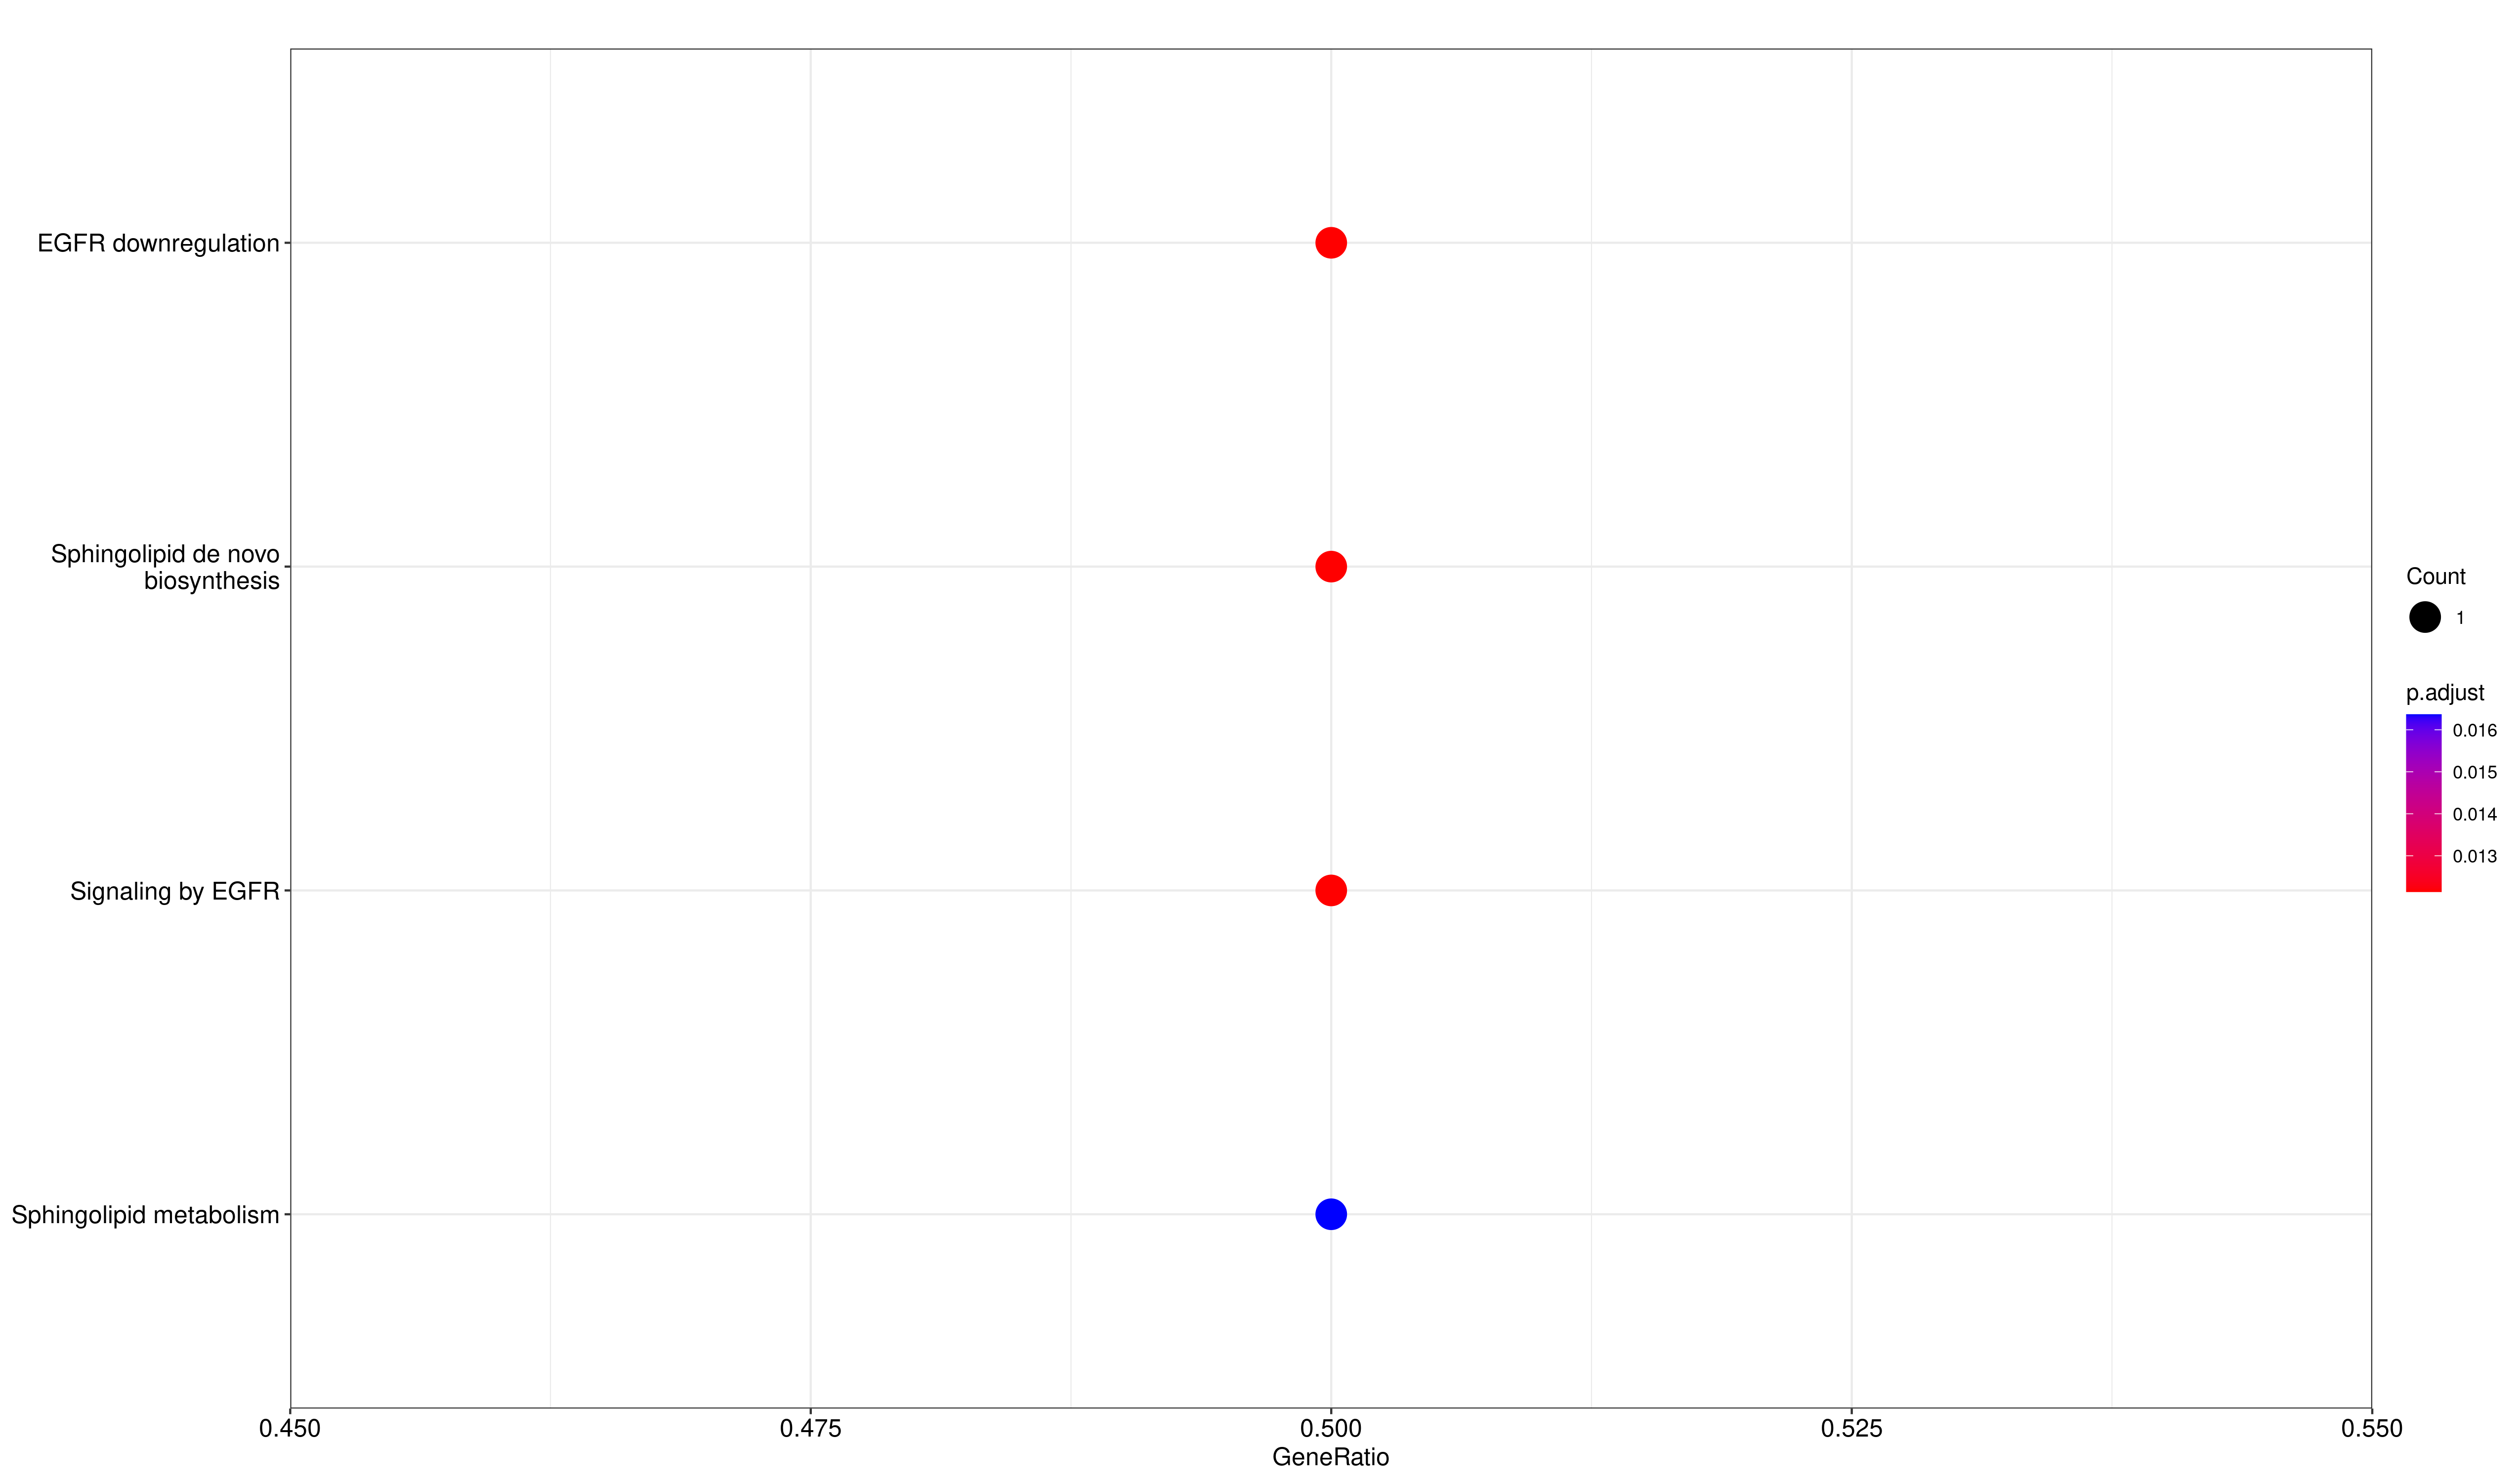 EGFR downregulation
Sphingolipid de novo
biosynthesis
Signaling by EGFR
Sphingolipid metabolism
0.450
0.475
0.500
0.525
0.550
GeneRatio
Count
1
p.adjust
0.016
0.015
0.014
0.013